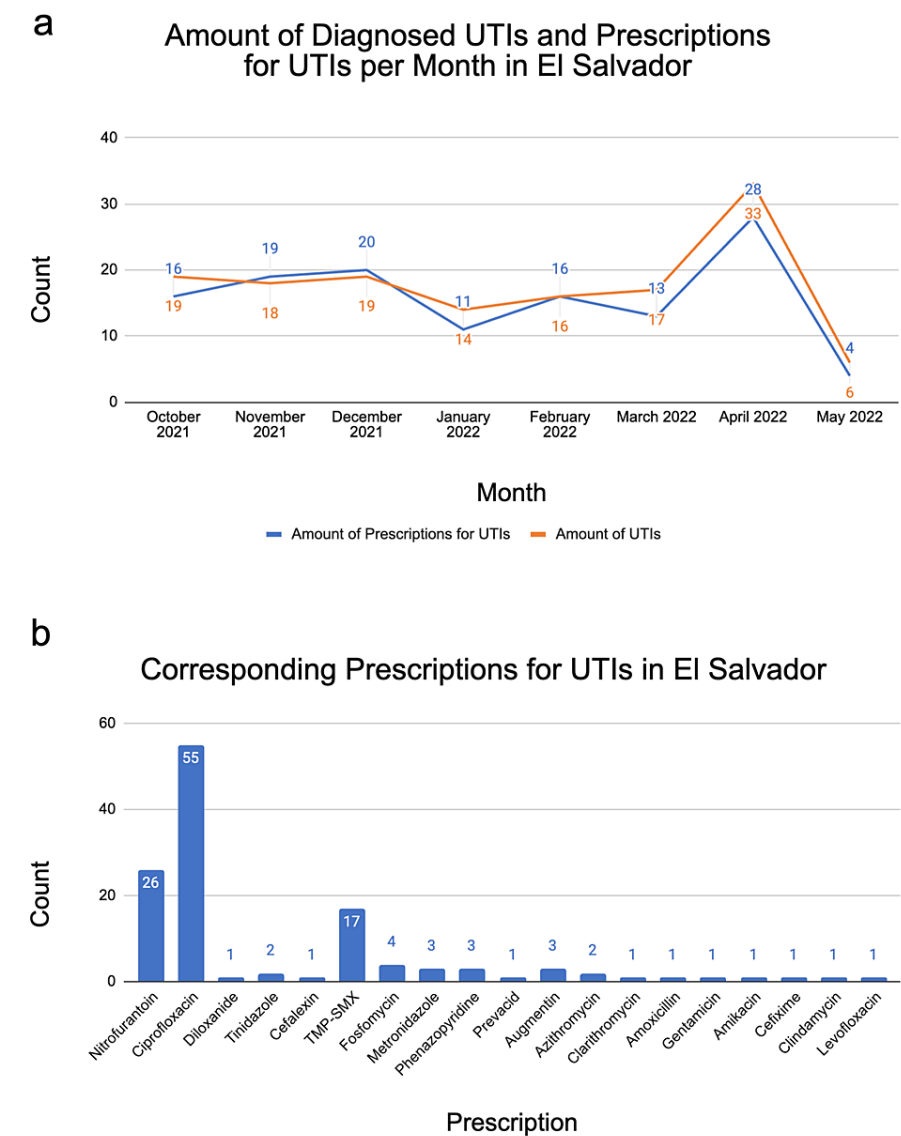 a
Amount of Diagnosed UTIs and Prescriptions
for UTIs per Month in El Salvador
Count
40
30
20
10
0
16
19
20
11
16
13
28
4
19
18
19
14
16
17
33
6
October
2021
November
2021
December
2021
January
2022
February
2022
March 2022
April 2022
May 2022
Month
Amount of Prescriptions for UTIs
Amount of UTIs
b
Corresponding Prescriptions for UTIs in El Salvador
Count
60
40
20
0
26
55
1
2
1
17
4
3
3
1
3
2
1
1
1
1
1
1
1
Nitrofurantoin
Ciprofloxacin
Diloxanide
Tinidazole
Cefalexin
TMP-SMX
Fosfomycin
Metronidazole
Phenazopyridine
Prevacid
Augmentin
Azithromycin
Clarithromycin
Amoxicillin
Gentamicin
Amikacin
Cefixime
Clindamycin
Levofloxacin
Prescription